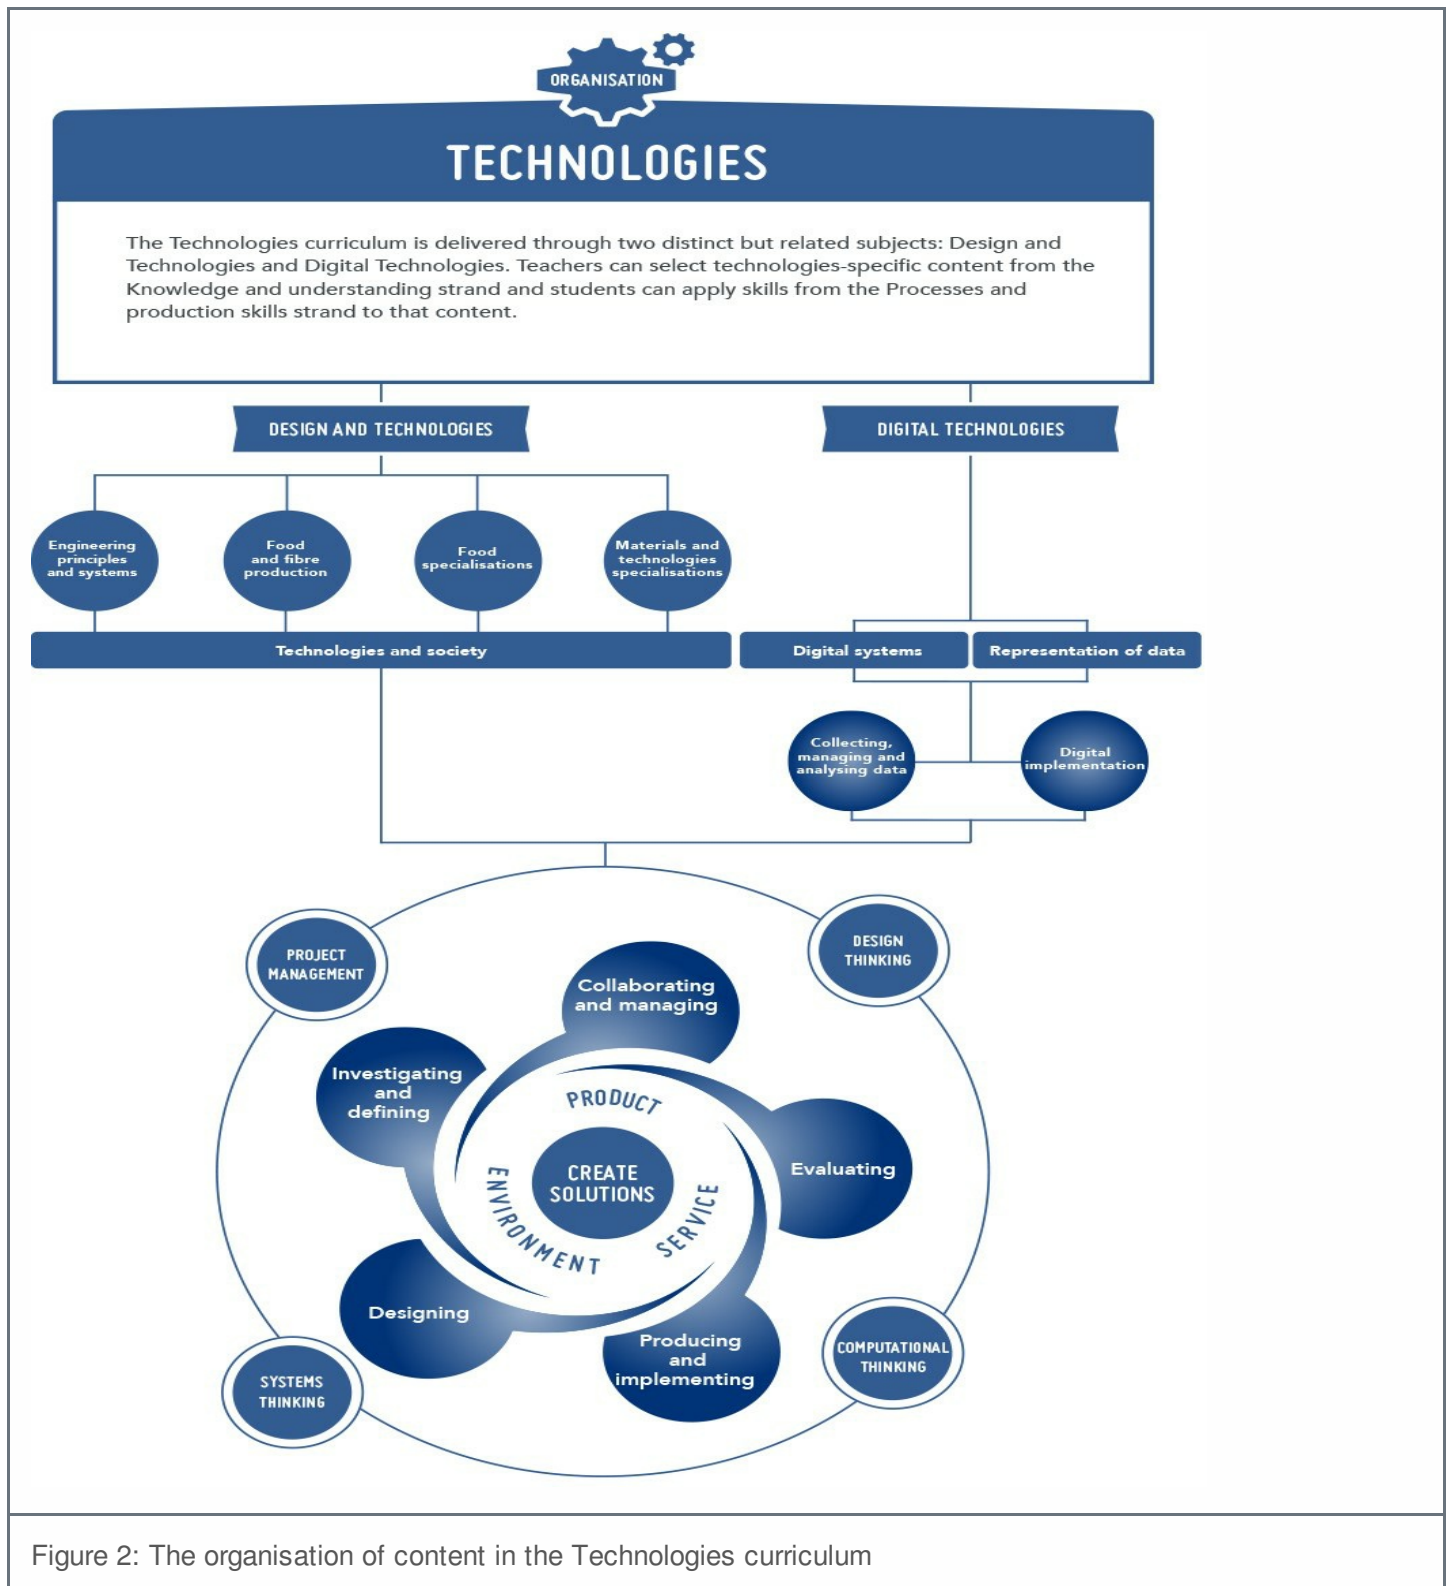 ORGANISATION
TECHNOLOGIES
The Technologies curriculum is delivered through two distinct but related subjects: Design and
Technologies and Digital Technologies. Teachers can select technologies-specific content from the
Knowledge and understanding strand and students can apply skills from the Processes and
production skills strand to that content.
DESIGN AND TECHNOLOGIES
DIGITAL TECHNOLOGIES
Engineering
principles
and systems
Food
and fibre
production
Food
specialisations
Materials and
technologies
specialisations
Technologies and society
Digital systems
Representation of data
Collecting,
managing and
analysing data
Digital
implementation
PROJECT
MANAGEMENT
DESIGN
THINKING
Collaborating
and managing
Investigating
and
defining
PRODUCT
Evaluating
CREATE
SOLUTIONS
ENVIRONMENT
SERVICE
Designing
Producing
and
implementing
COMPUTATIONAL
THINKING
SYSTEMS
THINKING
Figure 2: The organisation of content in the Technologies curriculum